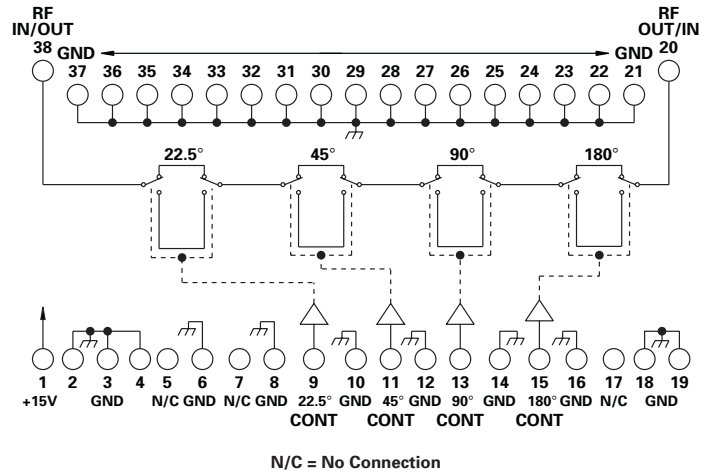 RF
IN/OUT
38
RF
OUT/IN
20
GND GND
37 36 35 34 33 32 31 30 29 28 27 26 25 24 23 22 21
22.5° 45° 90° 180°
1 2 3 4 5 6 7 8 9 10 11 12 13 14 15 16 17 18 19
+15V GND N/C GND N/C GND 22.5° GND 45° GND 90° GND 180° GND N/C GND
CONT CONT CONT CONT
N/C = No Connection